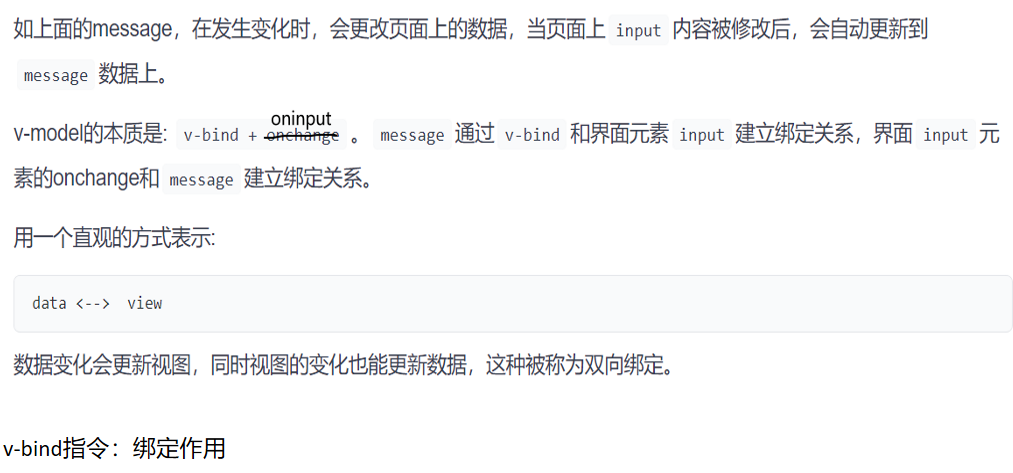 如上面的message，在发生变化时，会更改页面上的数据，当页面上 input 内容被修改后，会自动更新到
message 数据上。
oninput
v-model的本质是: v-bind + onchange 。 message 通过 v-bind 和界面元素 input 建立绑定关系，界面 input 元
素的onchange和 message 建立绑定关系。
用一个直观的方式表示:
data <--> view
数据变化会更新视图，同时视图的变化也能更新数据，这种被称为双向绑定。
v-bind指令：绑定作用